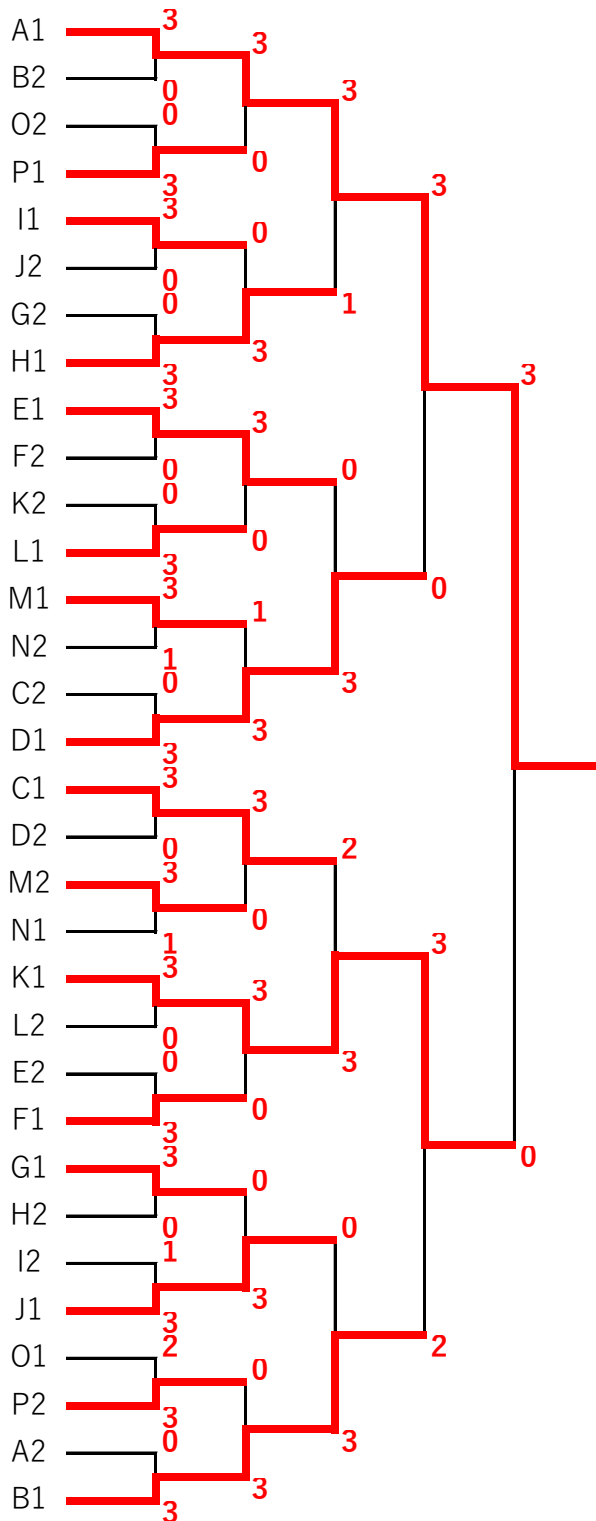 A1 3 3 3 3 3
B2 0
O2 0
P1 3 0
I1 3 0
J2 0
G2 0
H1 3 3 1
E1 3 3 0
F2 0
K2 0
L1 3 0
M1 3 1
N2 1
C2 0
D1 3 3 3 0
C1 3 3 2 3
D2 0
M2 3
N1 1 0
K1 3 3
L2 0
E2 0
F1 3 0 3 0
G1 3 0 0
H2 0
I2 1
J1 3 3
O1 2 0 2
P2 3
A2 0
B1 3 3 3